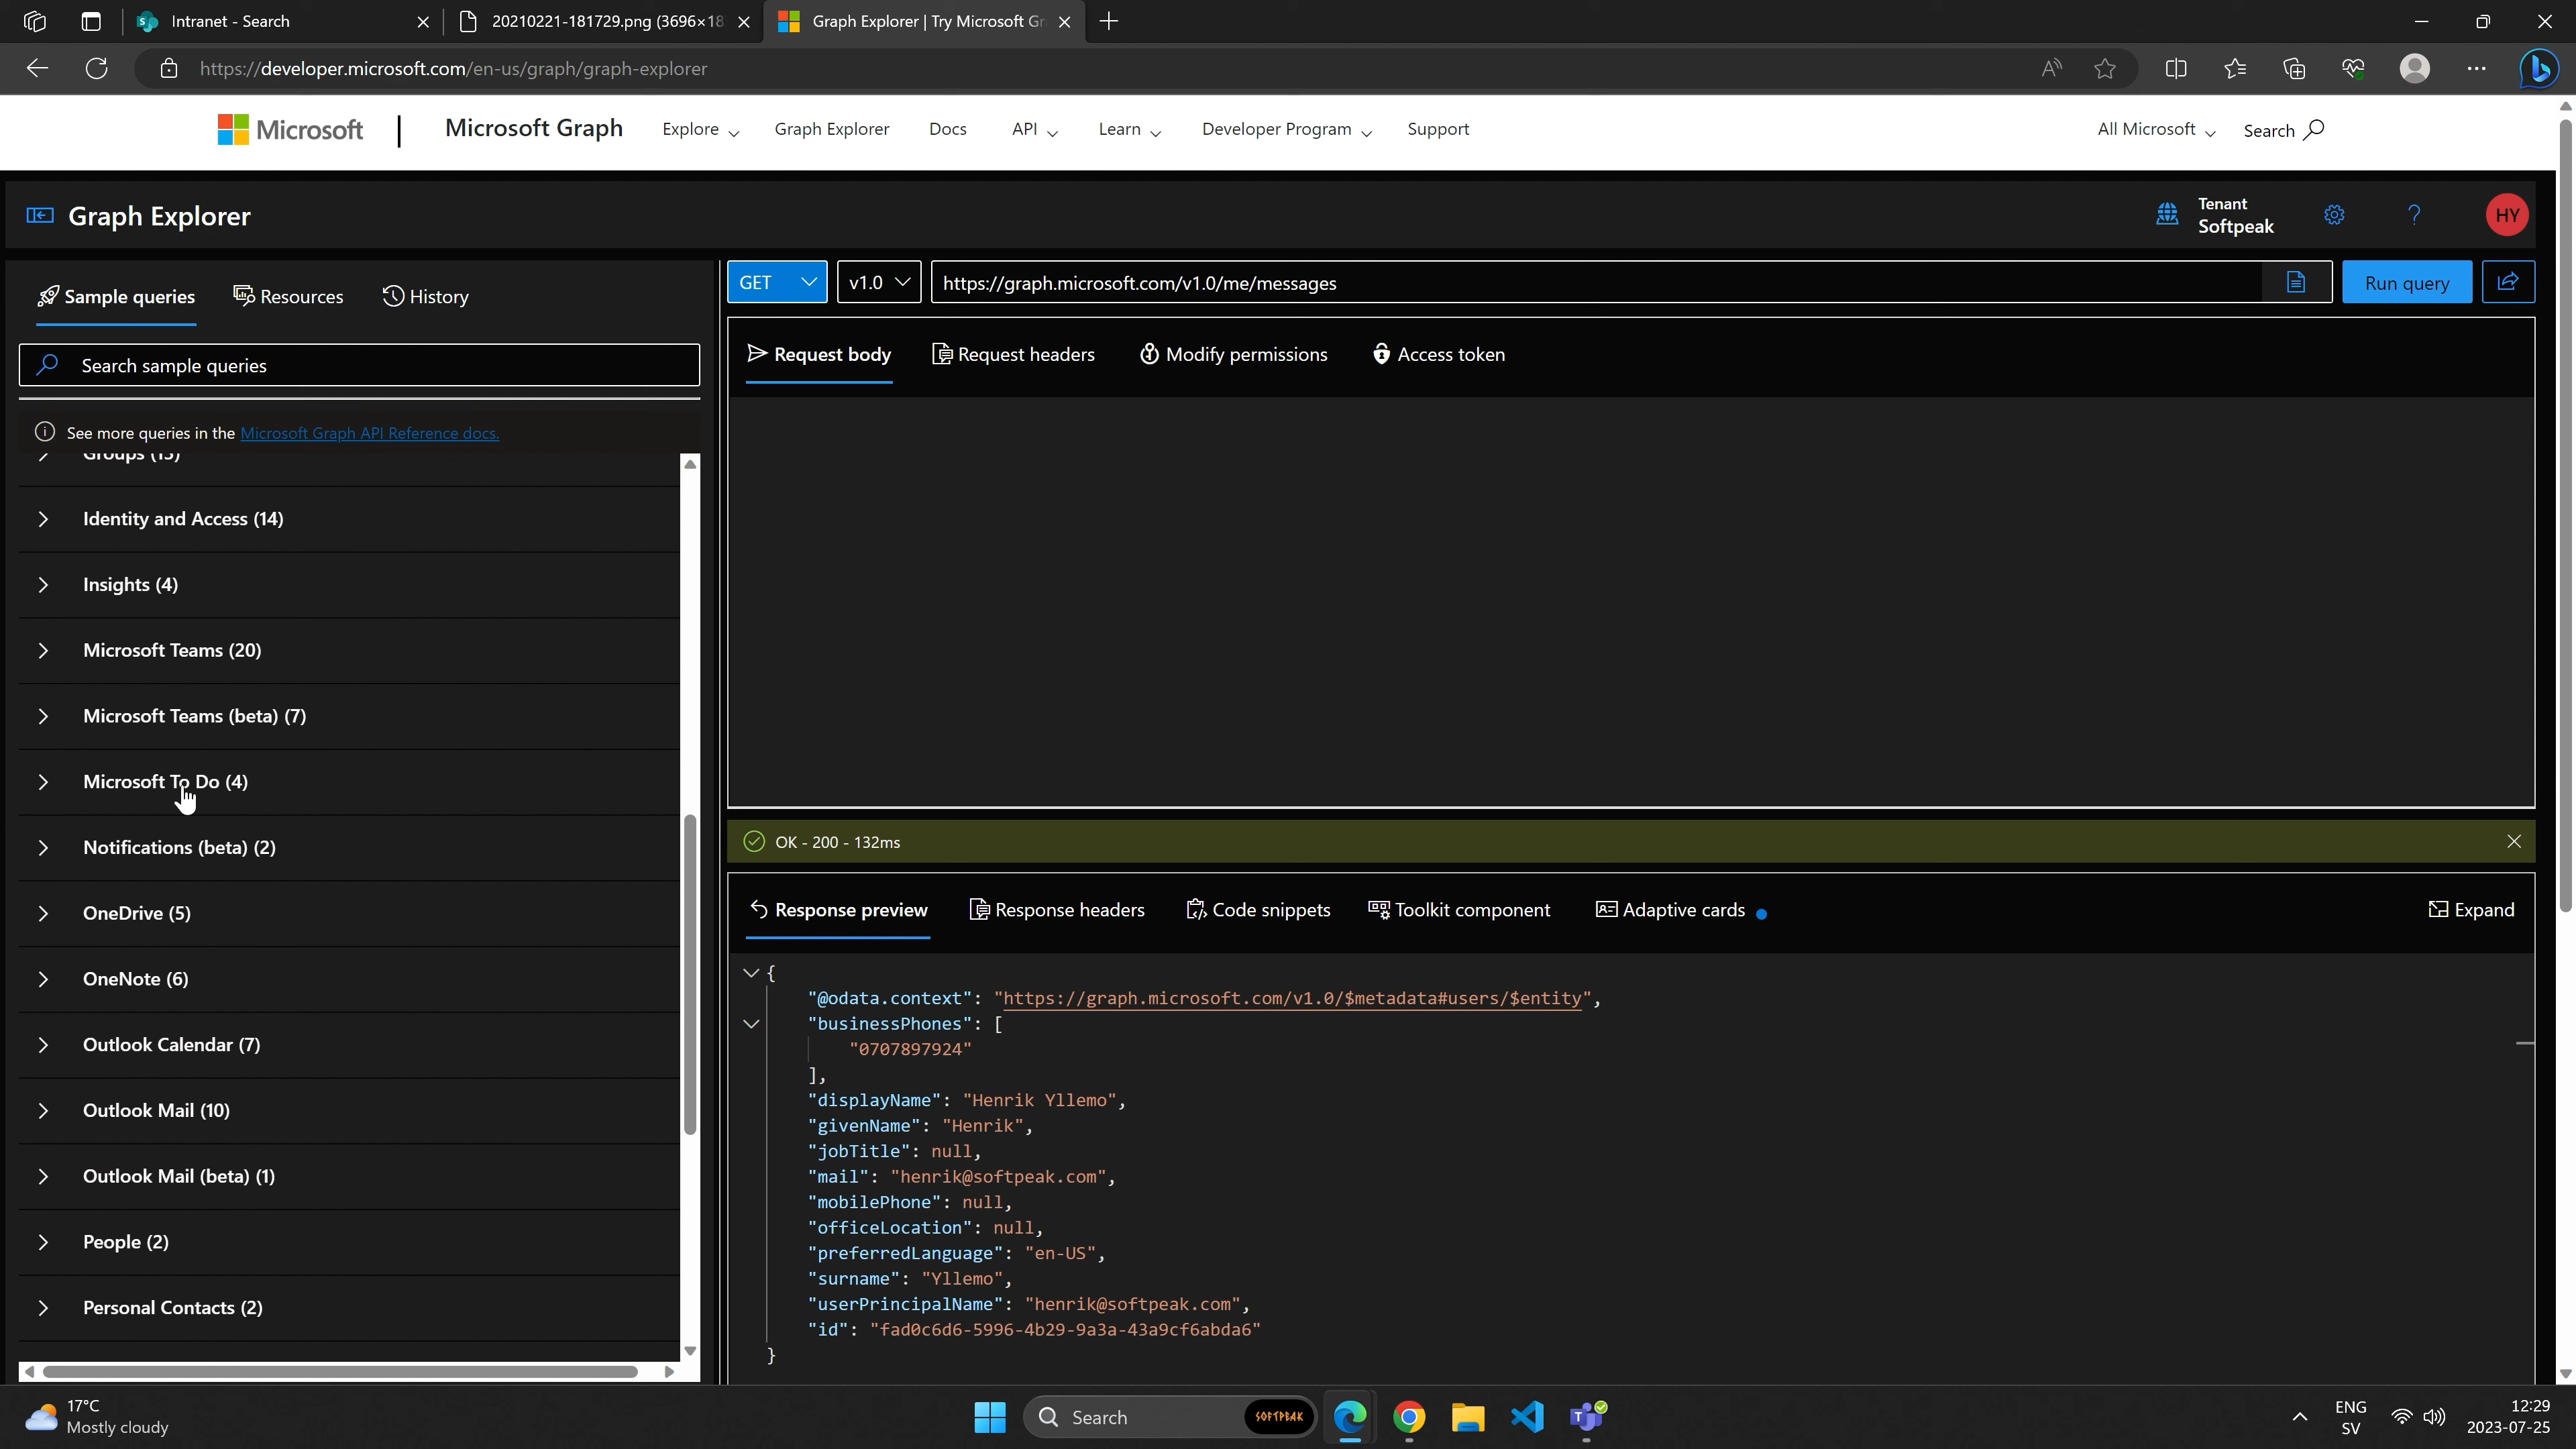 Intranet - Search
20210221-181729.png (3696×18
Graph Explorer | Try Microsoft Gr
https://developer.microsoft.com/en-us/graph/graph-explorer
Microsoft
Microsoft Graph
Explore
Graph Explorer
Docs
API
Learn
Developer Program
Support
All Microsoft
Search
Graph Explorer
Tenant
Softpeak
HY
Sample queries
Resources
History
GET
v1.0
https://graph.microsoft.com/v1.0/me/messages
Run query
Search sample queries
Request body
Request headers
Modify permissions
Access token
See more queries in the Microsoft Graph API Reference docs.
Groups (13)
Identity and Access (14)
Insights (4)
Microsoft Teams (20)
Microsoft Teams (beta) (7)
Microsoft To Do (4)
Notifications (beta) (2)
OneDrive (5)
OneNote (6)
Outlook Calendar (7)
Outlook Mail (10)
Outlook Mail (beta) (1)
People (2)
Personal Contacts (2)
OK - 200 - 132ms
Response preview
Response headers
Code snippets
Toolkit component
Adaptive cards
Expand
{
"@odata.context": "https://graph.microsoft.com/v1.0/$metadata#users/$entity",
"businessPhones": [
"0707897924"
],
"displayName": "Henrik Yllemo",
"givenName": "Henrik",
"jobTitle": null,
"mail": "henrik@softpeak.com",
"mobilePhone": null,
"officeLocation": null,
"preferredLanguage": "en-US",
"surname": "Yllemo",
"userPrincipalName": "henrik@softpeak.com",
"id": "fad0c6d6-5996-4b29-9a3a-43a9cf6abda6"
}
17°C
Mostly cloudy
Search
SOFTPEAK
ENG
SV
12:29
2023-07-25